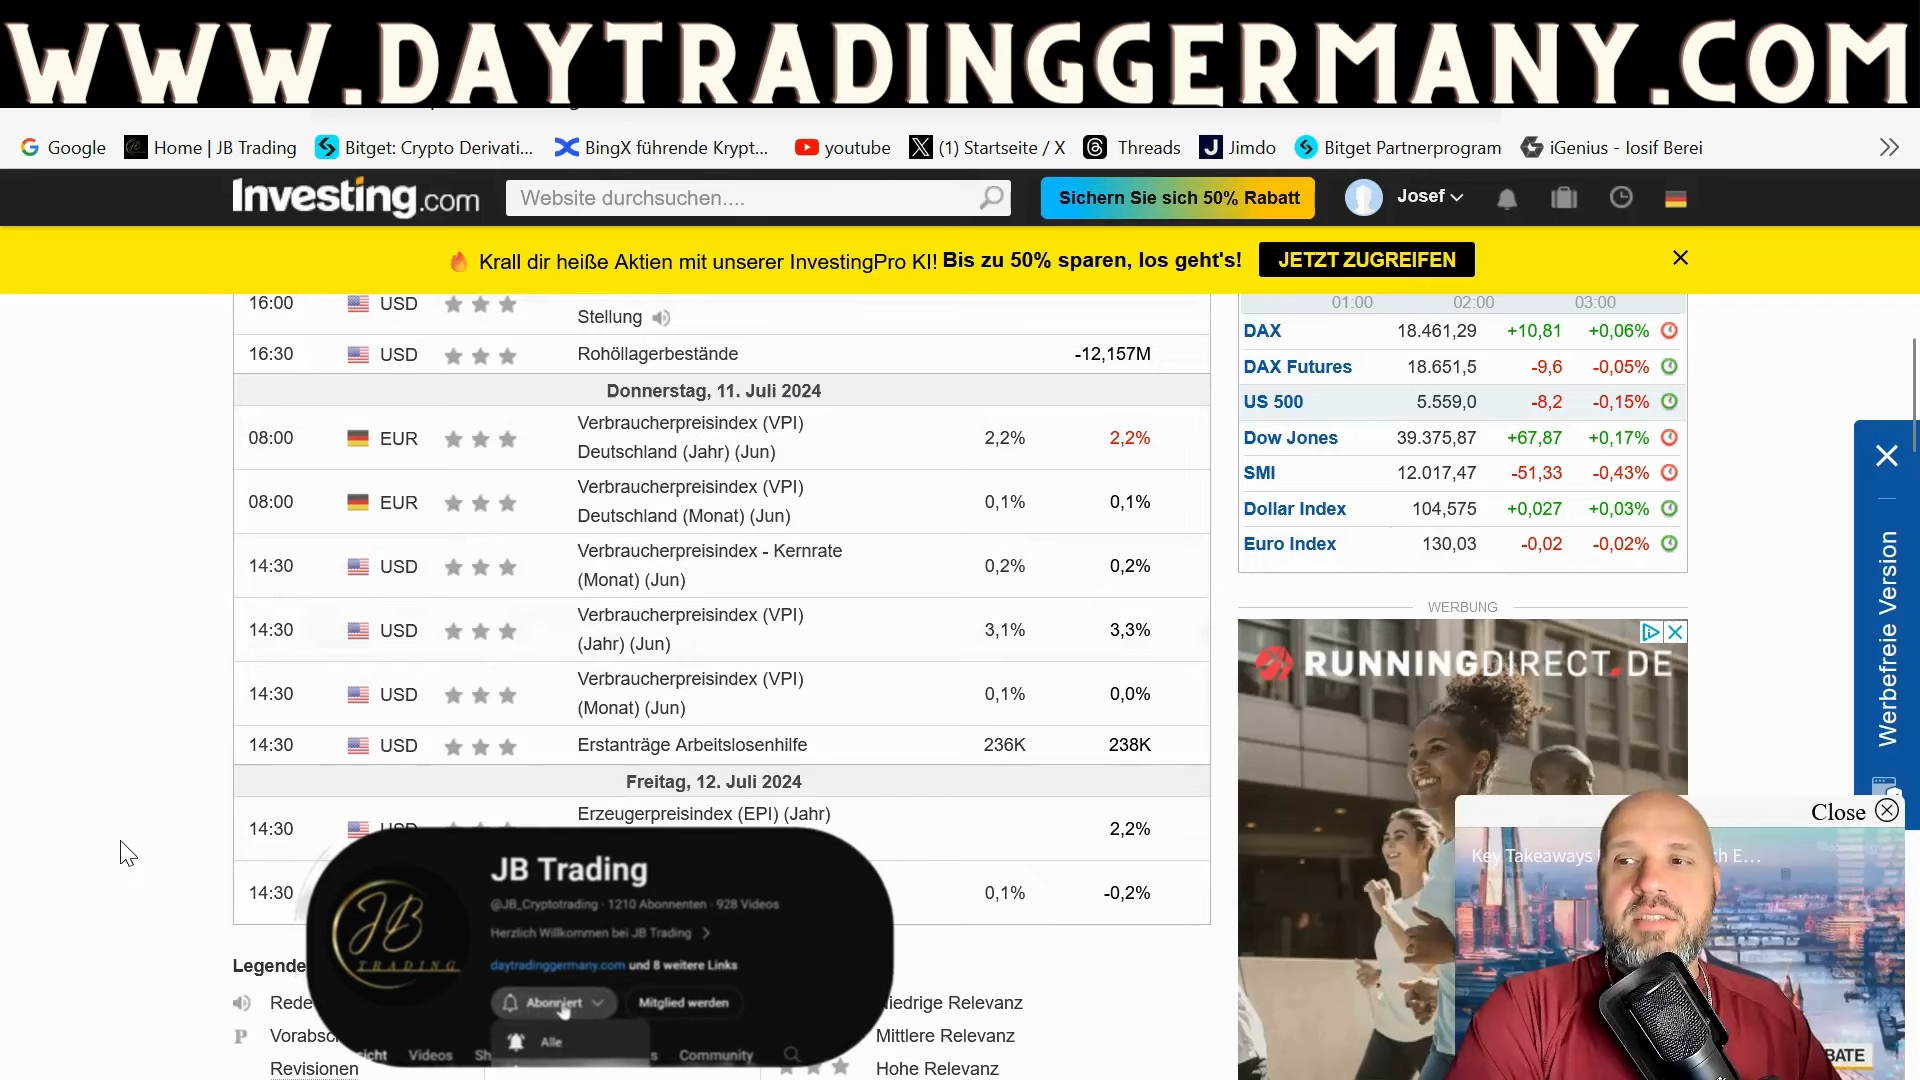 WWW.DAYTRADINGGERMANY.COM
Google Home | JB Trading Bitget: Crypto Derivati... BingX führende Krypt... youtube (1) Startseite / X Threads Jimdo Bitget Partnerprogram iGenius - Iosif Berei
Investing.com Website durchsuchen.... Sichern Sie sich 50% Rabatt Josef
Krall dir heiße Aktien mit unserer InvestingPro KI! Bis zu 50% sparen, los geht's! JETZT ZUGREIFEN
16:00 USD
Stellung
16:30 USD Rohöllagerbestände -12,157M
Donnerstag, 11. Juli 2024
08:00 EUR Verbraucherpreisindex (VPI)
Deutschland (Jahr) (Jun) 2,2% 2,2%
08:00 EUR Verbraucherpreisindex (VPI)
Deutschland (Monat) (Jun) 0,1% 0,1%
14:30 USD Verbraucherpreisindex - Kernrate
(Monat) (Jun) 0,2% 0,2%
14:30 USD Verbraucherpreisindex (VPI)
(Jahr) (Jun) 3,1% 3,3%
14:30 USD Verbraucherpreisindex (VPI)
(Monat) (Jun) 0,1% 0,0%
14:30 USD Erstanträge Arbeitslosenhilfe 236K 238K
Freitag, 12. Juli 2024
14:30 USD Erzeugerpreisindex (EPI) (Jahr)
2,2%
14:30 0,1% -0,2%
Legende
Rede
Vorabsc
Revisionen
iedrige Relevanz
Mittlere Relevanz
Hohe Relevanz
JB Trading
@JB_Cryptotrading · 1210 Abonnenten · 928 Videos
Herzlich Willkommen bei JB Trading
daytradinggermany.com und 8 weitere Links
Abonniert Mitglied werden
Alle
icht Videos Sh s Community
JB
TRADING
01:00 02:00 03:00
DAX 18.461,29 +10,81 +0,06%
DAX Futures 18.651,5 -9,6 -0,05%
US 500 5.559,0 -8,2 -0,15%
Dow Jones 39.375,87 +67,87 +0,17%
SMI 12.017,47 -51,33 -0,43%
Dollar Index 104,575 +0,027 +0,03%
Euro Index 130,03 -0,02 -0,02%
WERBUNG
RUNNINGDIRECT.DE
Werbefreie Version
Close
Key Takeaways